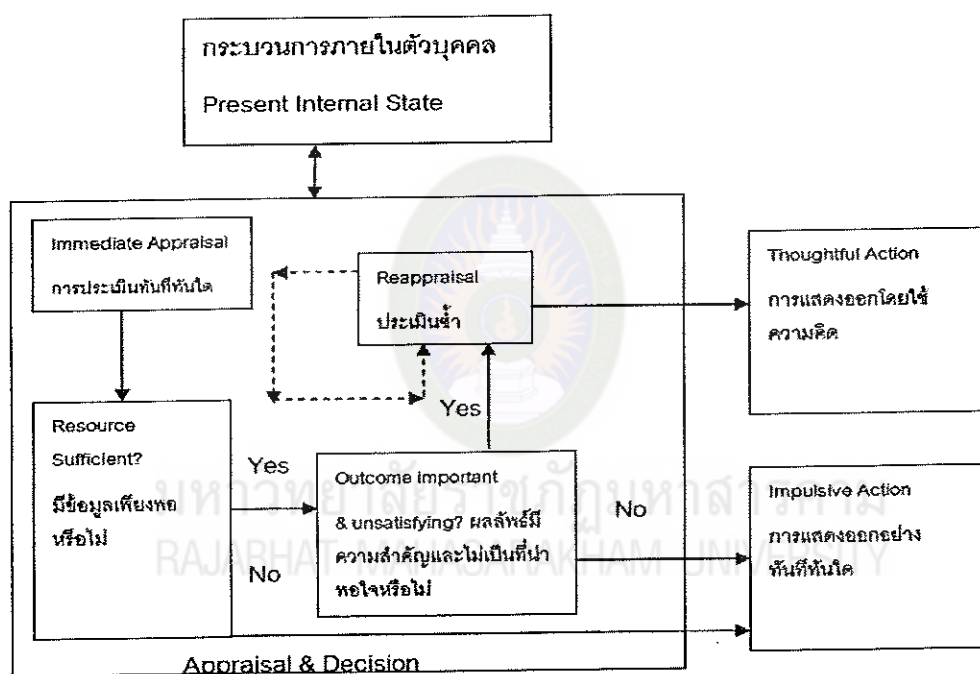 กระบวนการภายในตัวบุคคล
Present Internal State
Immediate Appraisal
การประเมินทันทีทันใด
Reappraisal
ประเมินซ้ำ
Thoughtful Action
การแสดงออกโดยใช้
ความคิด
Resource
Sufficient?
มีข้อมูลเพียงพอ
หรือไม่
Yes
Yes
No
Outcome important
& unsatisfying? ผลลัพธ์มี
ความสำคัญและไม่เป็นที่น่า
พอใจหรือไม่
No
Impulsive Action
การแสดงออกอย่าง
ทันทีทันใด
มหาวิทยาลัยราชภัฏมหาสารคาม
RAJABHAT MAHASARAKHAM UNIVERSITY
Appraisal & Decision